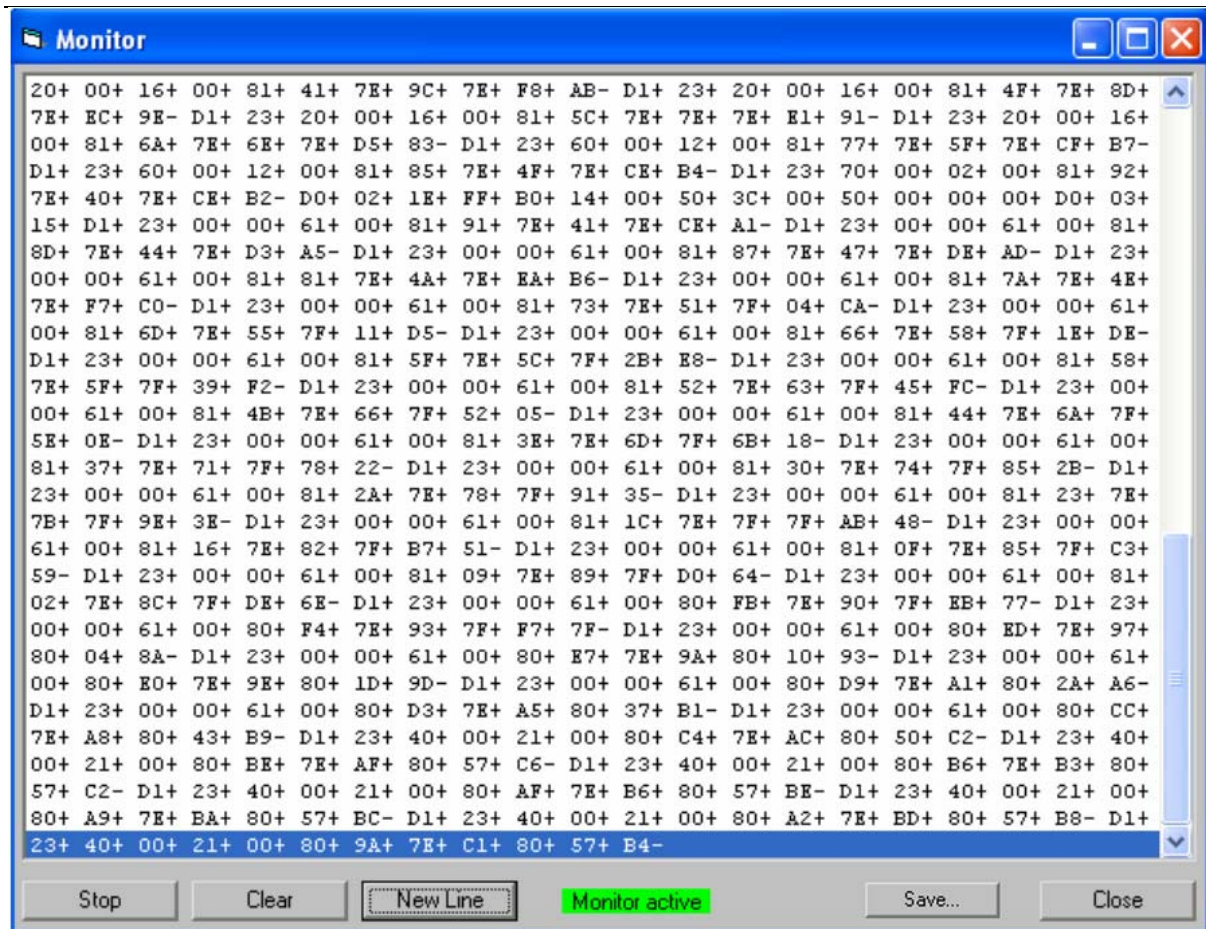 Monitor
20+ 00+ 16+ 00+ 81+ 41+ 7E+ 9C+ 7E+ F8+ AB- D1+ 23+ 20+ 00+ 16+ 00+ 81+ 4F+ 7E+ 8D+
7E+ EC+ 9E- D1+ 23+ 20+ 00+ 16+ 00+ 81+ 5C+ 7E+ 7E+ 7E+ E1+ 91- D1+ 23+ 20+ 00+ 16+
00+ 81+ 6A+ 7E+ 6E+ 7E+ D5+ 83- D1+ 23+ 60+ 00+ 12+ 00+ 81+ 77+ 7E+ 5F+ 7E+ CF+ B7-
D1+ 23+ 60+ 00+ 12+ 00+ 81+ 85+ 7E+ 4F+ 7E+ CE+ B4- D1+ 23+ 70+ 00+ 02+ 00+ 81+ 92+
7E+ 40+ 7E+ CE+ B2- D0+ 02+ 1E+ FF+ B0+ 14+ 00+ 50+ 3C+ 00+ 50+ 00+ 00+ 00+ D0+ 03+
15+ D1+ 23+ 00+ 00+ 61+ 00+ 81+ 91+ 7E+ 41+ 7E+ CE+ A1- D1+ 23+ 00+ 00+ 61+ 00+ 81+
8D+ 7E+ 44+ 7E+ D3+ A5- D1+ 23+ 00+ 00+ 61+ 00+ 81+ 87+ 7E+ 47+ 7E+ DE+ AD- D1+ 23+
00+ 00+ 61+ 00+ 81+ 81+ 7E+ 4A+ 7E+ EA+ B6- D1+ 23+ 00+ 00+ 61+ 00+ 81+ 7A+ 7E+ 4E+
7E+ F7+ C0- D1+ 23+ 00+ 00+ 61+ 00+ 81+ 73+ 7E+ 51+ 7F+ 04+ CA- D1+ 23+ 00+ 00+ 61+
00+ 81+ 6D+ 7E+ 55+ 7F+ 11+ D5- D1+ 23+ 00+ 00+ 61+ 00+ 81+ 66+ 7E+ 58+ 7F+ 1E+ DE-
D1+ 23+ 00+ 00+ 61+ 00+ 81+ 5F+ 7E+ 5C+ 7F+ 2B+ E8- D1+ 23+ 00+ 00+ 61+ 00+ 81+ 58+
7E+ 5F+ 7F+ 39+ F2- D1+ 23+ 00+ 00+ 61+ 00+ 81+ 52+ 7E+ 63+ 7F+ 45+ FC- D1+ 23+ 00+
00+ 61+ 00+ 81+ 4B+ 7E+ 66+ 7F+ 52+ 05- D1+ 23+ 00+ 00+ 61+ 00+ 81+ 44+ 7E+ 6A+ 7F+
5E+ 0E- D1+ 23+ 00+ 00+ 61+ 00+ 81+ 3E+ 7E+ 6D+ 7F+ 6B+ 18- D1+ 23+ 00+ 00+ 61+ 00+
81+ 37+ 7E+ 71+ 7F+ 78+ 22- D1+ 23+ 00+ 00+ 61+ 00+ 81+ 30+ 7E+ 74+ 7F+ 85+ 2B- D1+
23+ 00+ 00+ 61+ 00+ 81+ 2A+ 7E+ 78+ 7F+ 91+ 35- D1+ 23+ 00+ 00+ 61+ 00+ 81+ 23+ 7E+
7B+ 7F+ 9E+ 3E- D1+ 23+ 00+ 00+ 61+ 00+ 81+ 1C+ 7E+ 7F+ 7F+ AB+ 48- D1+ 23+ 00+ 00+
61+ 00+ 81+ 16+ 7E+ 82+ 7F+ B7+ 51- D1+ 23+ 00+ 00+ 61+ 00+ 81+ 0F+ 7E+ 85+ 7F+ C3+
59- D1+ 23+ 00+ 00+ 61+ 00+ 81+ 09+ 7E+ 89+ 7F+ D0+ 64- D1+ 23+ 00+ 00+ 61+ 00+ 81+
02+ 7E+ 8C+ 7F+ DE+ 6E- D1+ 23+ 00+ 00+ 61+ 00+ 80+ FB+ 7E+ 90+ 7F+ EB+ 77- D1+ 23+
00+ 00+ 61+ 00+ 80+ F4+ 7E+ 93+ 7F+ F7+ 7F- D1+ 23+ 00+ 00+ 61+ 00+ 80+ ED+ 7E+ 97+
80+ 04+ 8A- D1+ 23+ 00+ 00+ 61+ 00+ 80+ E7+ 7E+ 9A+ 80+ 10+ 93- D1+ 23+ 00+ 00+ 61+
00+ 80+ E0+ 7E+ 9E+ 80+ 1D+ 9D- D1+ 23+ 00+ 00+ 61+ 00+ 80+ D9+ 7E+ A1+ 80+ 2A+ A6-
D1+ 23+ 00+ 00+ 61+ 00+ 80+ D3+ 7E+ A5+ 80+ 37+ B1- D1+ 23+ 00+ 00+ 61+ 00+ 80+ CC+
7E+ A8+ 80+ 43+ B9- D1+ 23+ 40+ 00+ 21+ 00+ 80+ C4+ 7E+ AC+ 80+ 50+ C2- D1+ 23+ 40+
00+ 21+ 00+ 80+ BE+ 7E+ AF+ 80+ 57+ C6- D1+ 23+ 40+ 00+ 21+ 00+ 80+ B6+ 7E+ B3+ 80+
57+ C2- D1+ 23+ 40+ 00+ 21+ 00+ 80+ AF+ 7E+ B6+ 80+ 57+ BE- D1+ 23+ 40+ 00+ 21+ 00+
80+ A9+ 7E+ BA+ 80+ 57+ BC- D1+ 23+ 40+ 00+ 21+ 00+ 80+ A2+ 7E+ BD+ 80+ 57+ B8- D1+
23+ 40+ 00+ 21+ 00+ 80+ 9A+ 7E+ C1+ 80+ 57+ B4-
Stop Clear New Line Monitor active Save... Close